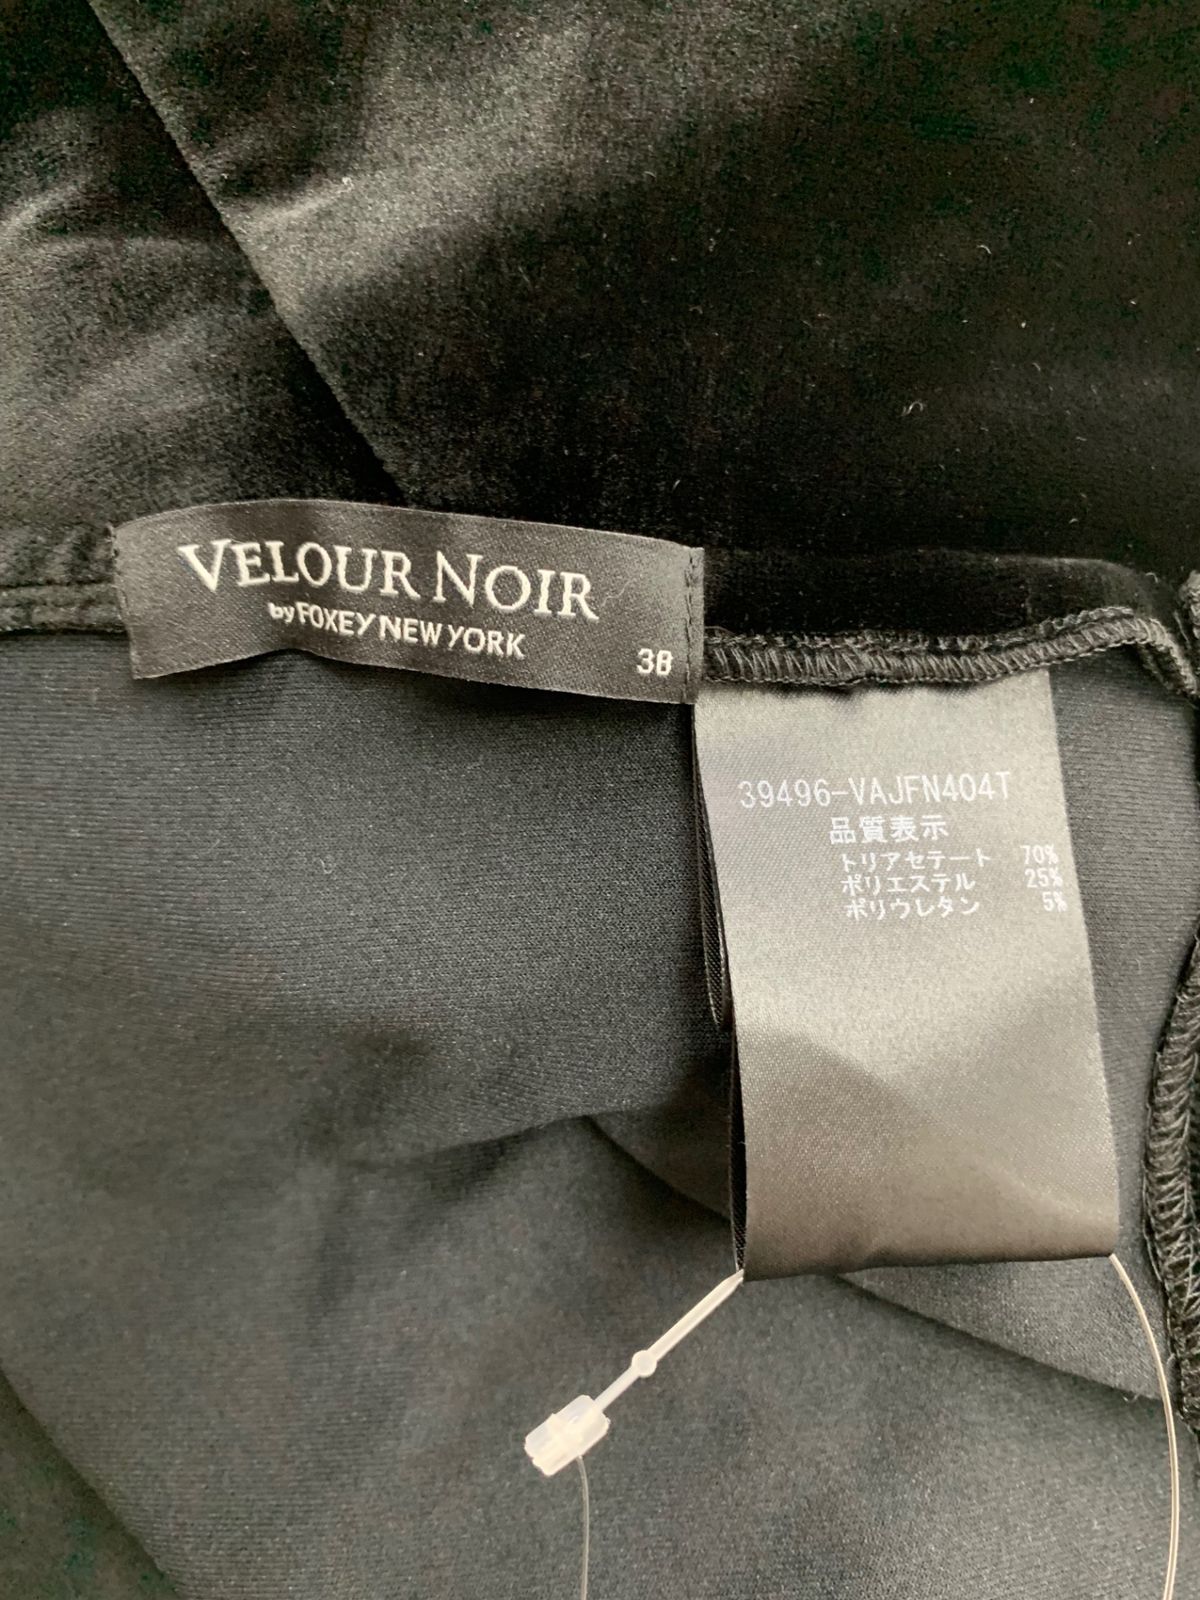 VELOUR NOIR
by FOXEY NEW YORK
38
39496-VAJFN404T
品質表示
トリアセテート 70%
ポリエステル 25%
ポリウレタン 5%